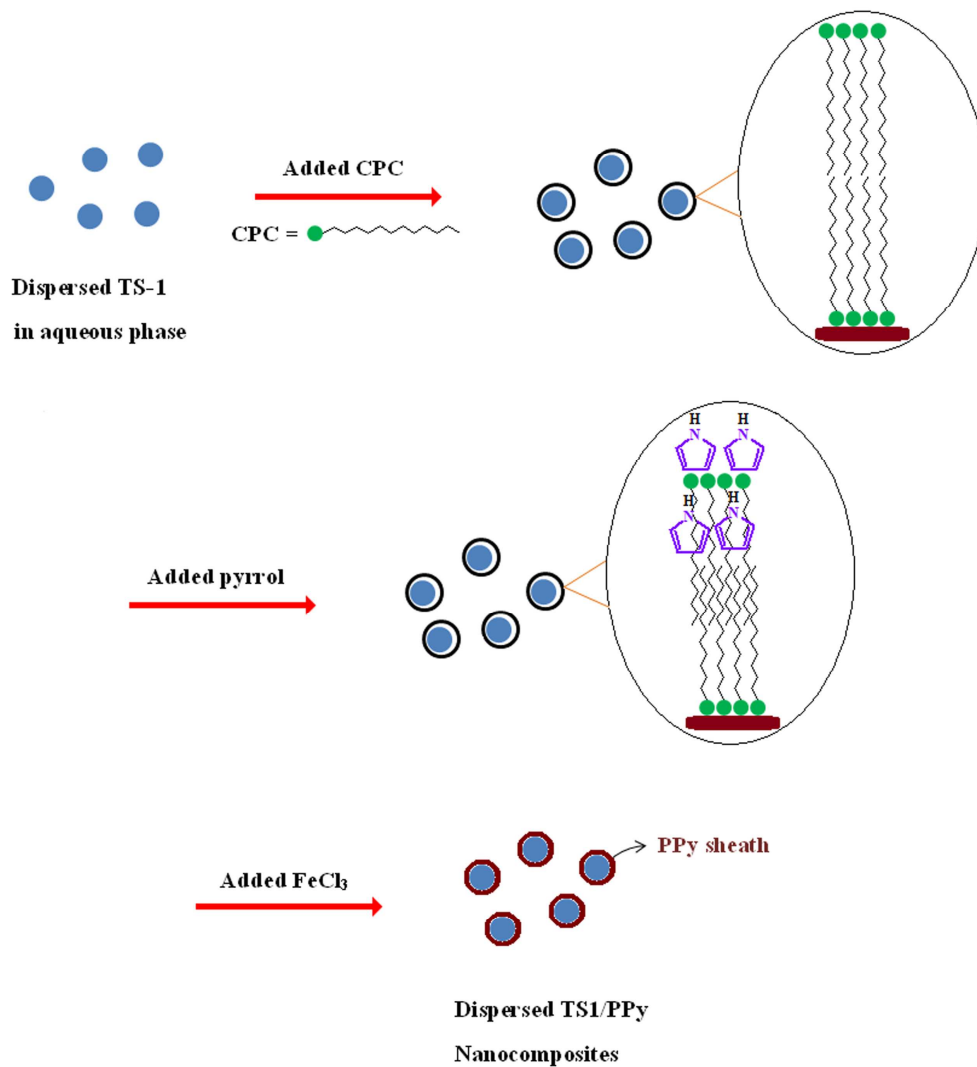 Added CPC
CPC =
Dispersed TS-1
in aqueous phase
H
H
N
N
H
H
N
N
Added pyrrol
PPy sheath
Added FeCl₃
Dispersed TS1/PPy
Nanocomposites